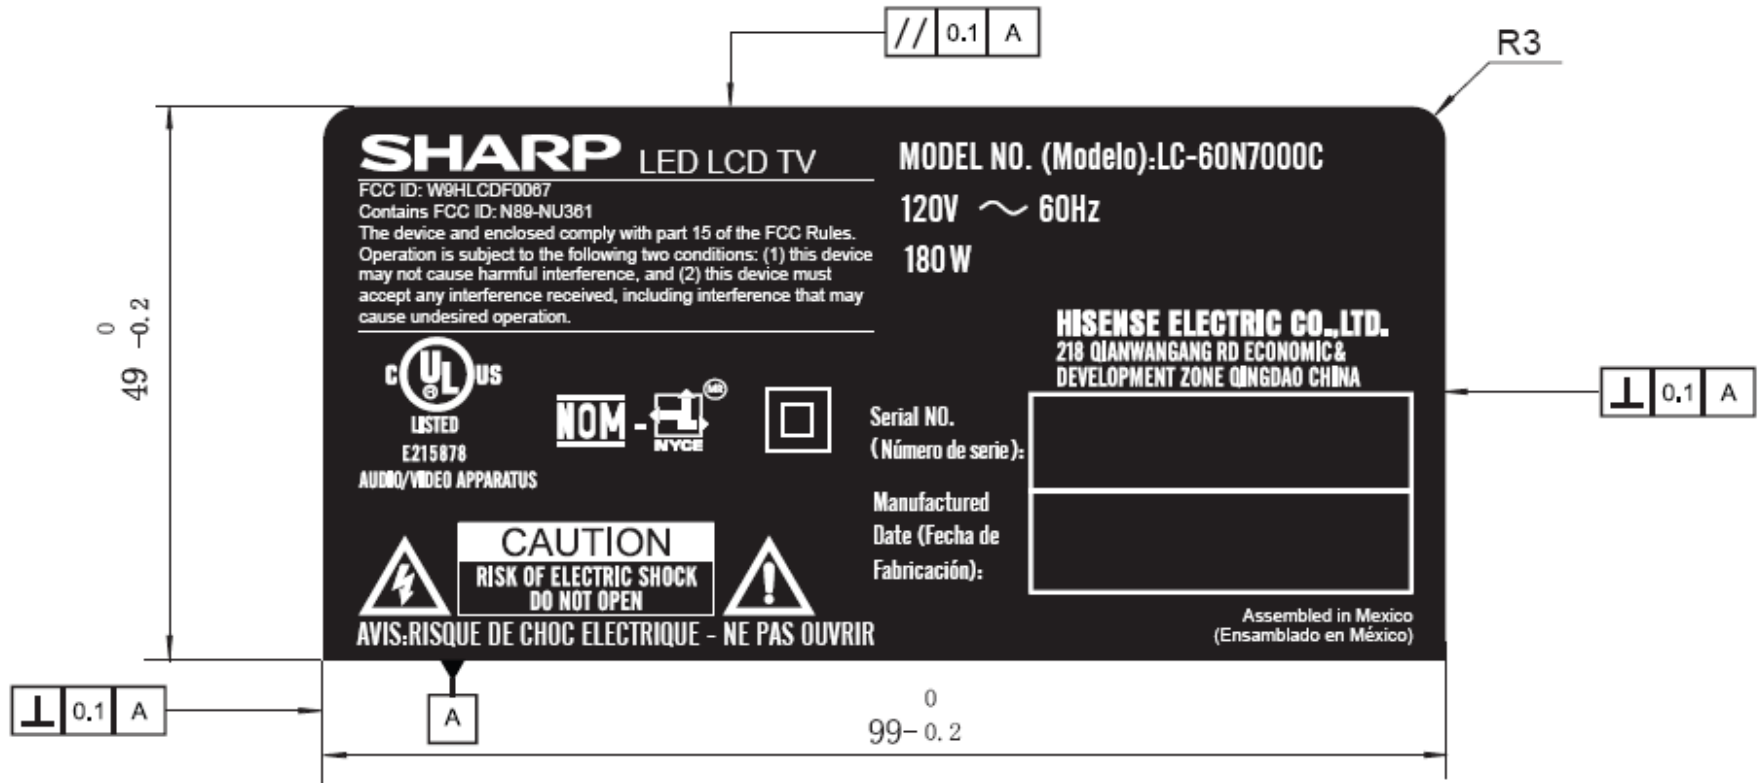 // 0.1 A
R3
SHARP LED LCD TV
FCC ID: W9HLCDF0067
Contains FCC ID: N89-NU361
The device and enclosed comply with part 15 of the FCC Rules.
Operation is subject to the following two conditions: (1) this device
may not cause harmful interference, and (2) this device must
accept any interference received, including interference that may
cause undesired operation.
MODEL NO. (Modelo):LC-60N7000C
120V ～ 60Hz
180W
HISENSE ELECTRIC CO.,LTD.
218 QIANWANGANG RD ECONOMIC&
DEVELOPMENT ZONE QINGDAO CHINA
C UL ® US
LISTED
E215878
AUDIO/VIDEO APPARATUS
NOM - NYCE MR
Serial NO.
(Número de serie):
Manufactured
Date (Fecha de
Fabricación):
CAUTION
RISK OF ELECTRIC SHOCK
DO NOT OPEN
AVIS:RISQUE DE CHOC ELECTRIQUE - NE PAS OUVRIR
Assembled in Mexico
(Ensamblado en México)
49 0 -0.2
⊥ 0.1 A
⊥ 0.1 A
A
99 0 -0.2